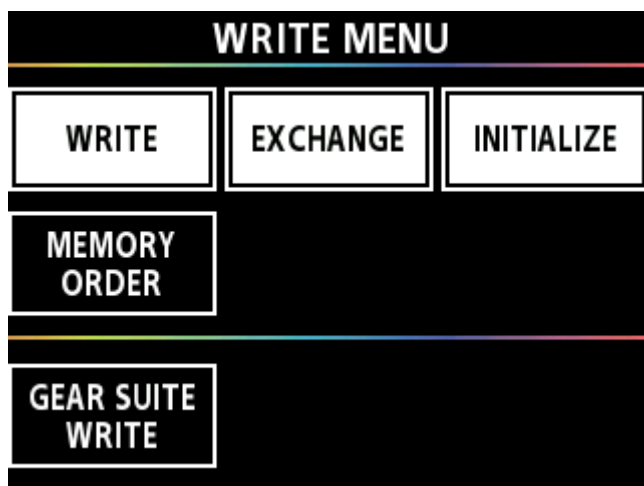 WRITE MENU
WRITE
EXCHANGE
INITIALIZE
MEMORY
ORDER
GEAR SUITE
WRITE